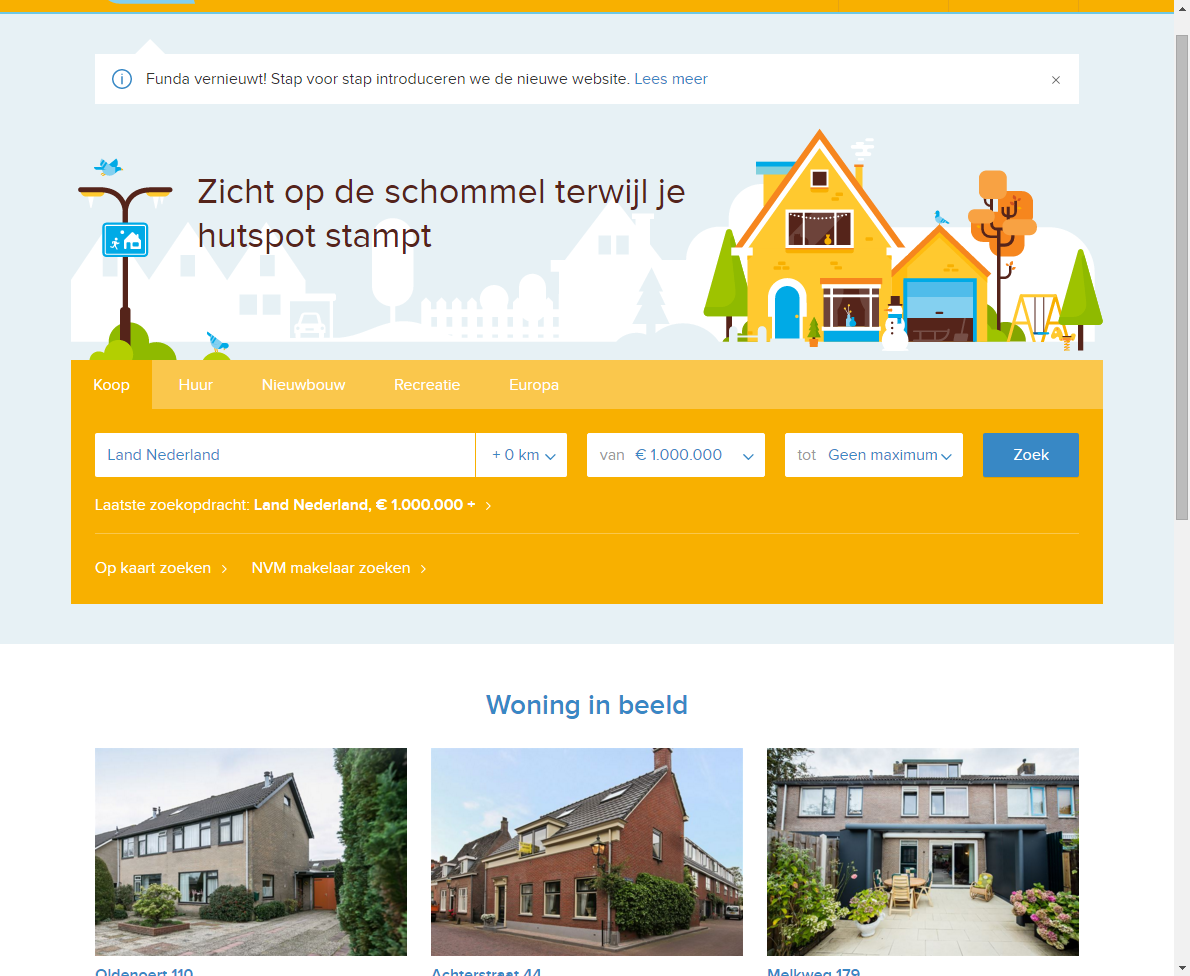 Funda vernieuwt! Stap voor stap introduceren we de nieuwe website. Lees meer
Zicht op de schommel terwijl je
hutspot stampt
Koop Huur Nieuwbouw Recreatie Europa
Land Nederland + 0 km van € 1.000.000 tot Geen maximum Zoek
Laatste zoekopdracht: Land Nederland, € 1.000.000 +
Op kaart zoeken NVM makelaar zoeken
Woning in beeld
Oldenoert 110 Achterstraat 44 Melkweg 179